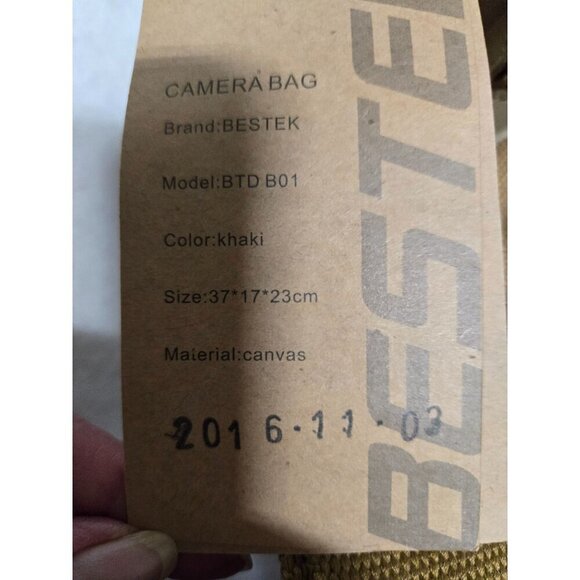 CAMERA BAG
Brand:BESTEK
Model:BTD B01
Color:khaki
Size:37*17*23cm
Material:canvas
2016-11-03
BESTEK